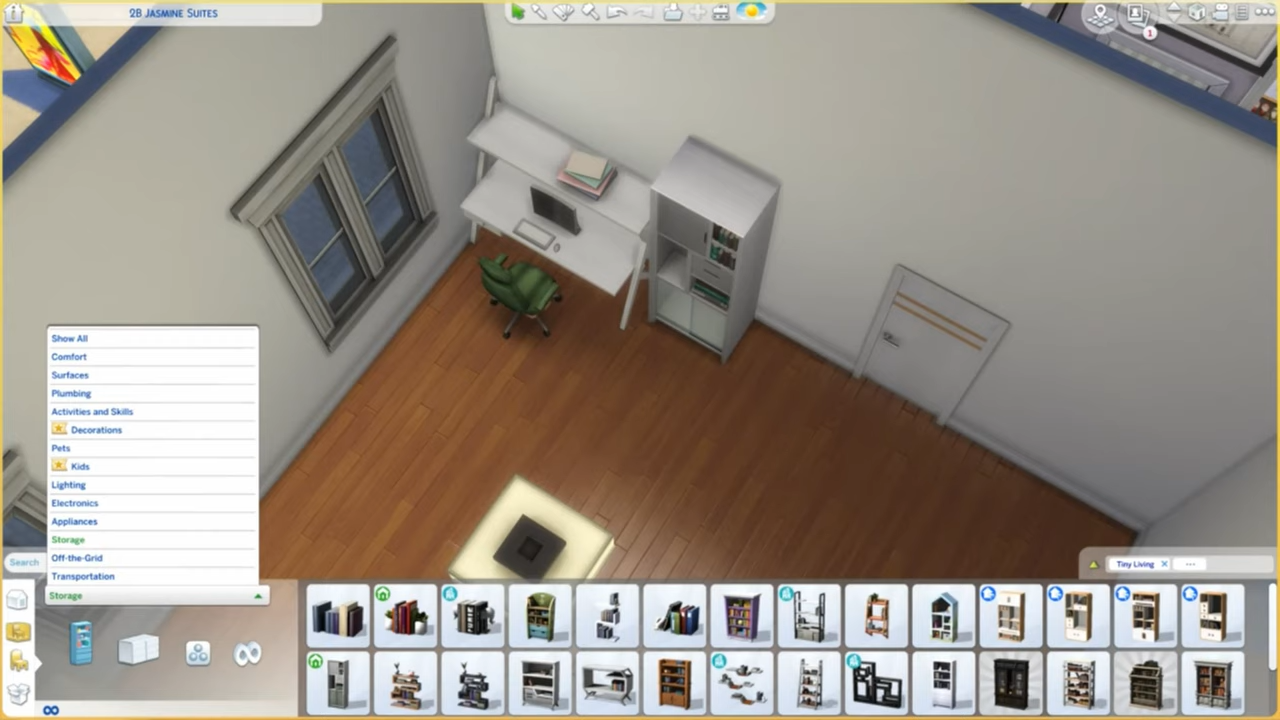 2B JASMINE SUITES
1
Show All
Comfort
Surfaces
Plumbing
Activities and Skills
Decorations
Pets
Kids
Lighting
Electronics
Appliances
Storage
Off-the-Grid
Transportation
Search
Storage
Tiny Living